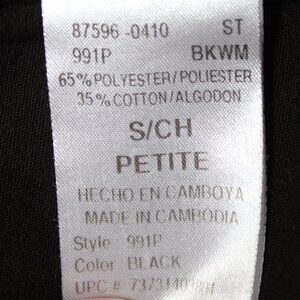 87596 -0410 ST
991P BKWM
65% POLYESTER/POLIESTER
35% COTTON/ALGODON
S/CH
PETITE
HECHO EN CAMBOYA
MADE IN CAMBODIA
Style : 991P
Color: BLACK
UPC #